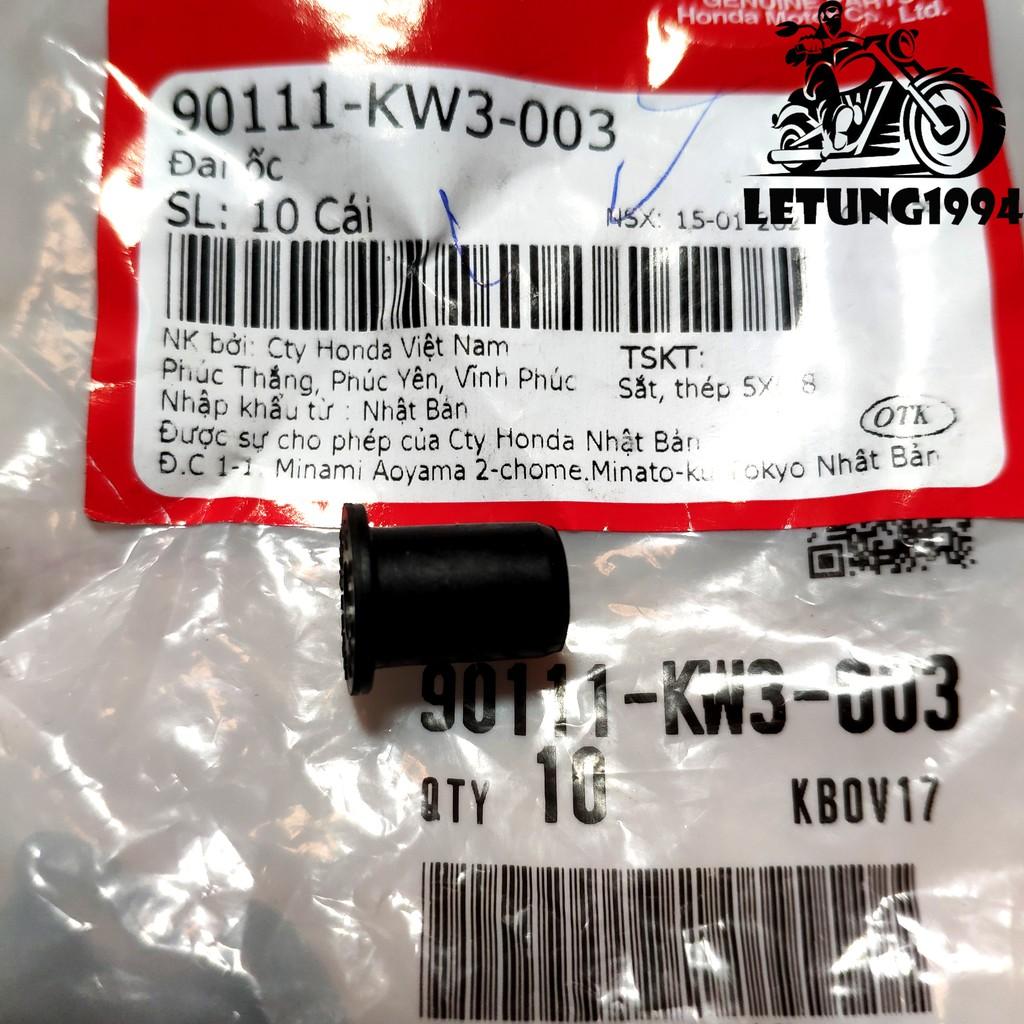 GENUINE PARTS
Honda Motor Co., Ltd.
LETUNG1994
90111-KW3-003
Đai ốc
SL: 10 Cái
NSX: 15-01
NK bởi: Cty Honda Việt Nam
Phúc Thắng, Phúc Yên, Vĩnh Phúc
TSKT:
Sắt, thép
Nhập khẩu từ : Nhật Bản
OTK
Được sự cho phép của Cty Honda Nhật Bản
Đ.C Minami Aoyama 2-chome.Minato-ku Tokyo Nhật Bản
90111-KW3-003
QTY 10
KBOV17